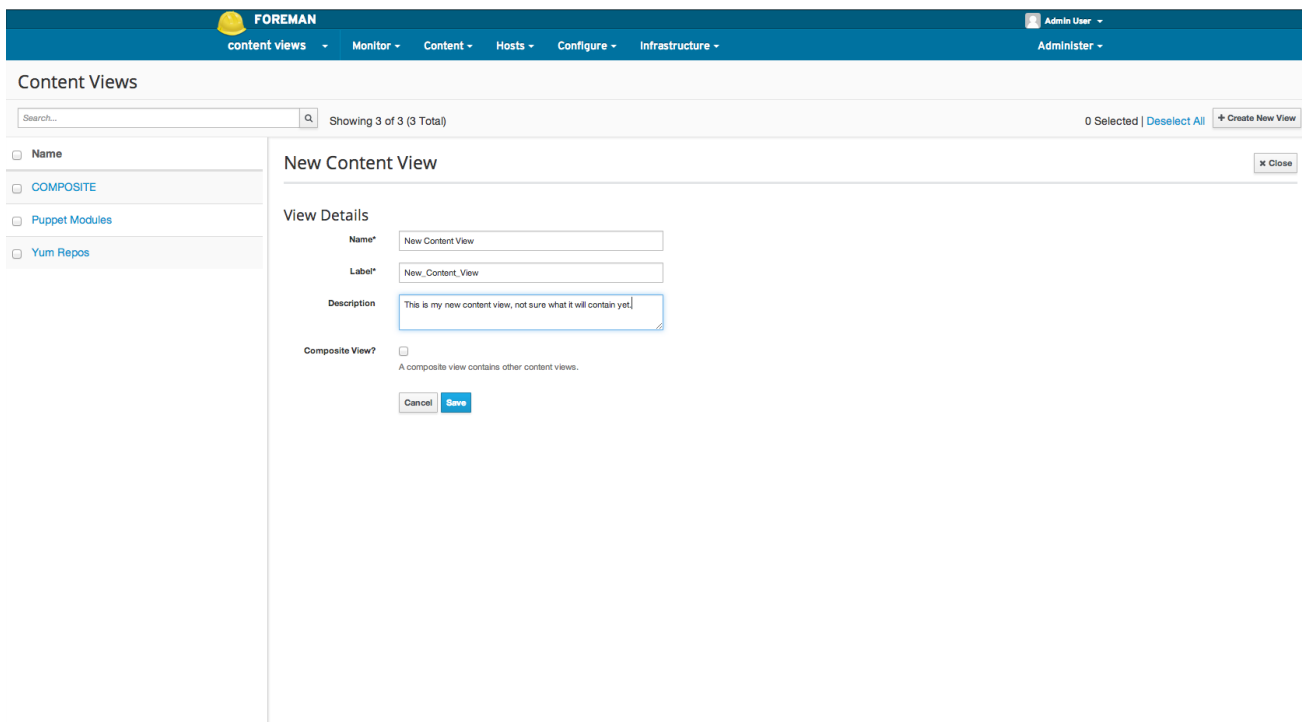 FOREMAN
Admin User
content views Monitor Content Hosts Configure Infrastructure Administer
Content Views
Search... Showing 3 of 3 (3 Total) 0 Selected | Deselect All + Create New View
Name
COMPOSITE
Puppet Modules
Yum Repos
New Content View
× Close
View Details
Name* New Content View
Label* New_Content_View
Description This is my new content view, not sure what it will contain yet.
Composite View?
A composite view contains other content views.
Cancel Save